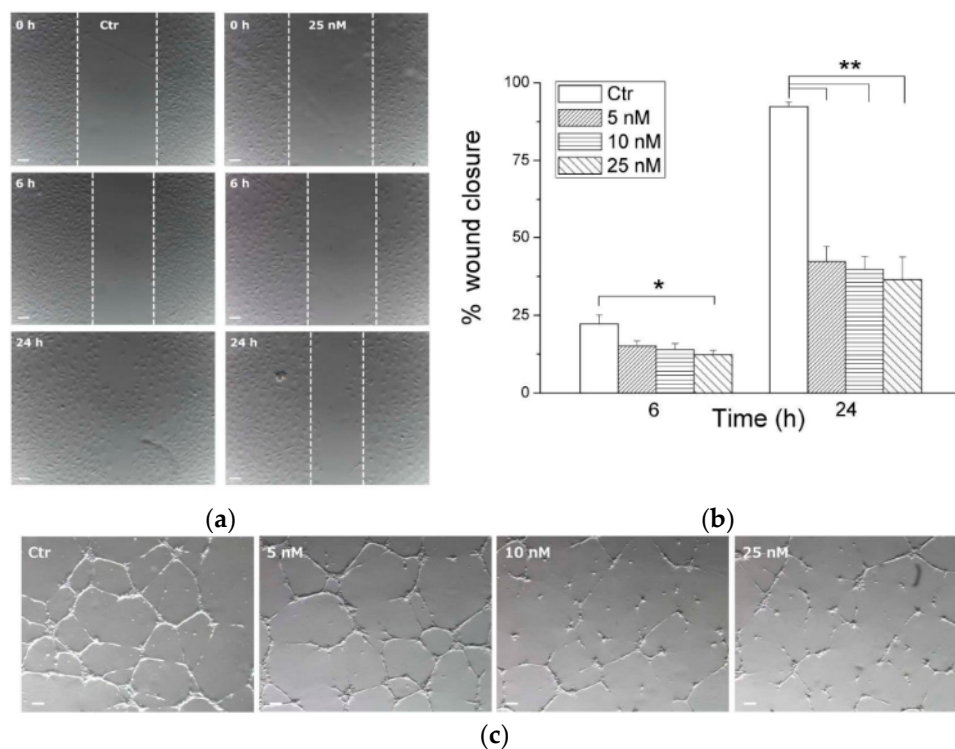 0 h
Ctr
0 h
25 nM
6 h
6 h
24 h
24 h
(a)
% wound closure
100
75
50
25
0
Ctr
5 nM
10 nM
25 nM
*
**
6
24
Time (h)
(b)
Ctr
5 nM
10 nM
25 nM
(c)